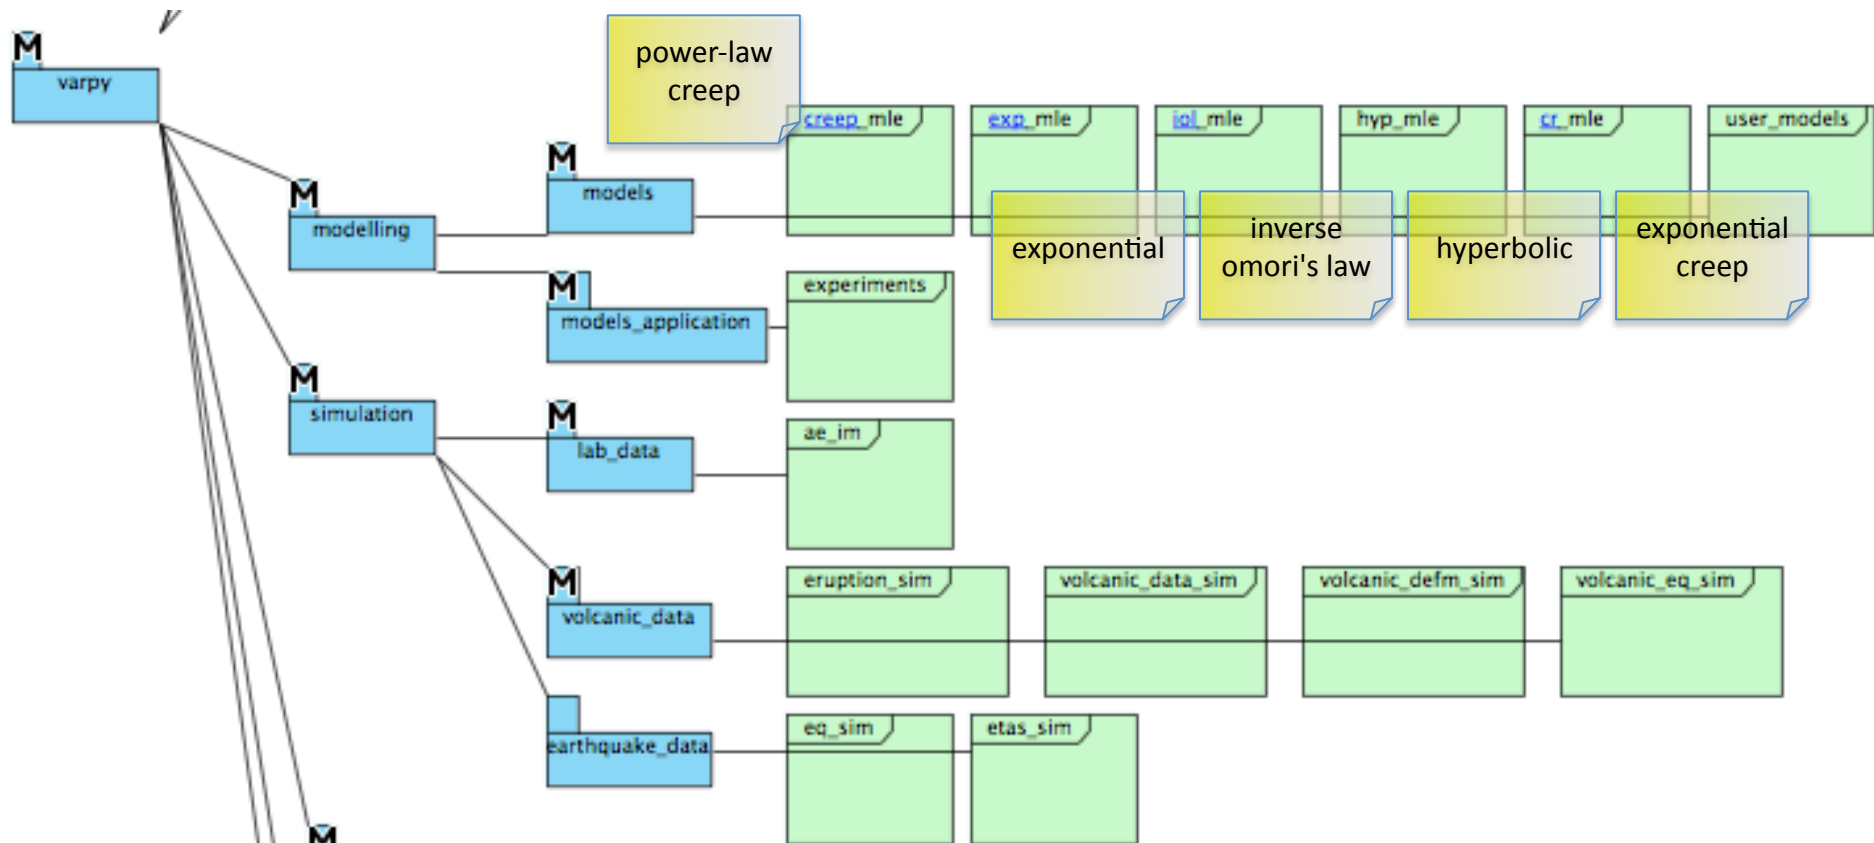 M
varpy
power-law
creep
creep_mle
exp_mle
iol_mle
hyp_mle
cr_mle
user_models
M
models
M
modelling
exponential
inverse
omori's law
hyperbolic
exponential
creep
M
models_application
experiments
M
simulation
M
lab_data
ae_im
M
volcanic_data
eruption_sim
volcanic_data_sim
volcanic_defm_sim
volcanic_eq_sim
earthquake_data
eq_sim
etas_sim
M